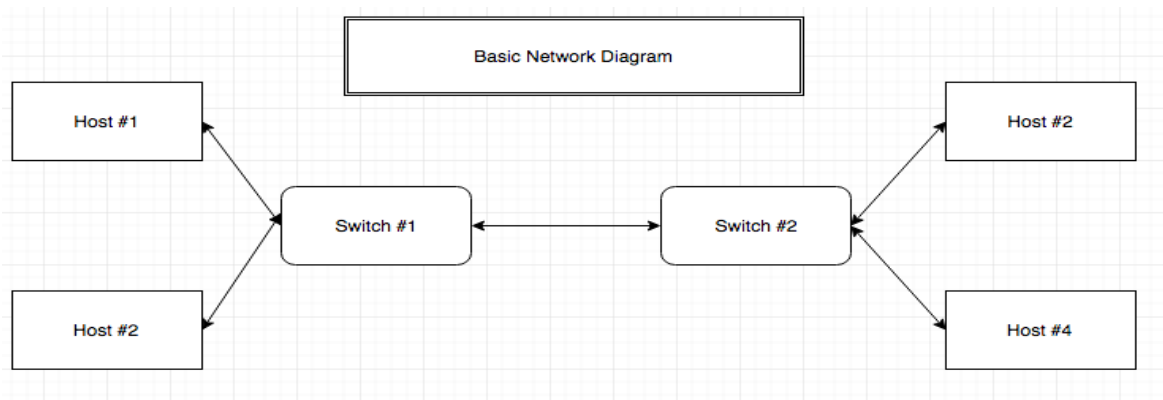 Basic Network Diagram
Host #1
Host #2
Switch #1
Switch #2
Host #2
Host #4